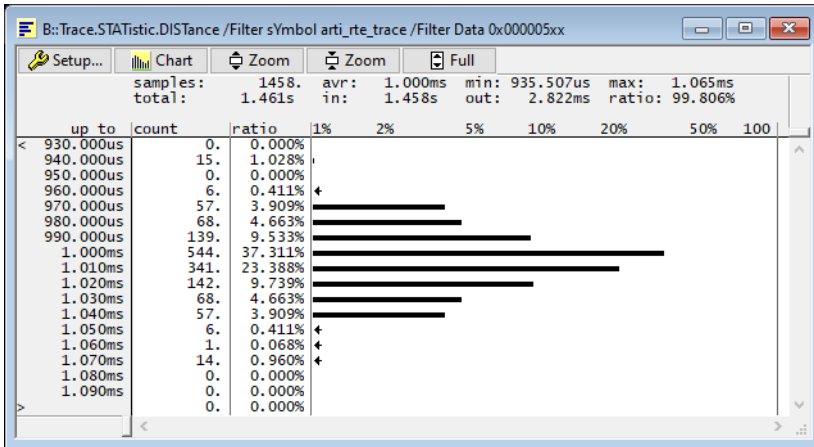 B::Trace.STATistic.DISTance /Filter sYmbol arti_rte_trace /Filter Data 0x000005xx
Setup... Chart Zoom Zoom Full
samples: 1458. avr: 1.000ms min: 935.507us max: 1.065ms
total: 1.461s in: 1.458s out: 2.822ms ratio: 99.806%
up to count ratio 1% 2% 5% 10% 20% 50% 100
< 930.000us 0. 0.000%
940.000us 15. 1.028%
950.000us 0. 0.000%
960.000us 6. 0.411%
970.000us 57. 3.909%
980.000us 68. 4.663%
990.000us 139. 9.533%
1.000ms 544. 37.311%
1.010ms 341. 23.388%
1.020ms 142. 9.739%
1.030ms 68. 4.663%
1.040ms 57. 3.909%
1.050ms 6. 0.411%
1.060ms 1. 0.068%
1.070ms 14. 0.960%
1.080ms 0. 0.000%
1.090ms 0. 0.000%
> 0. 0.000%